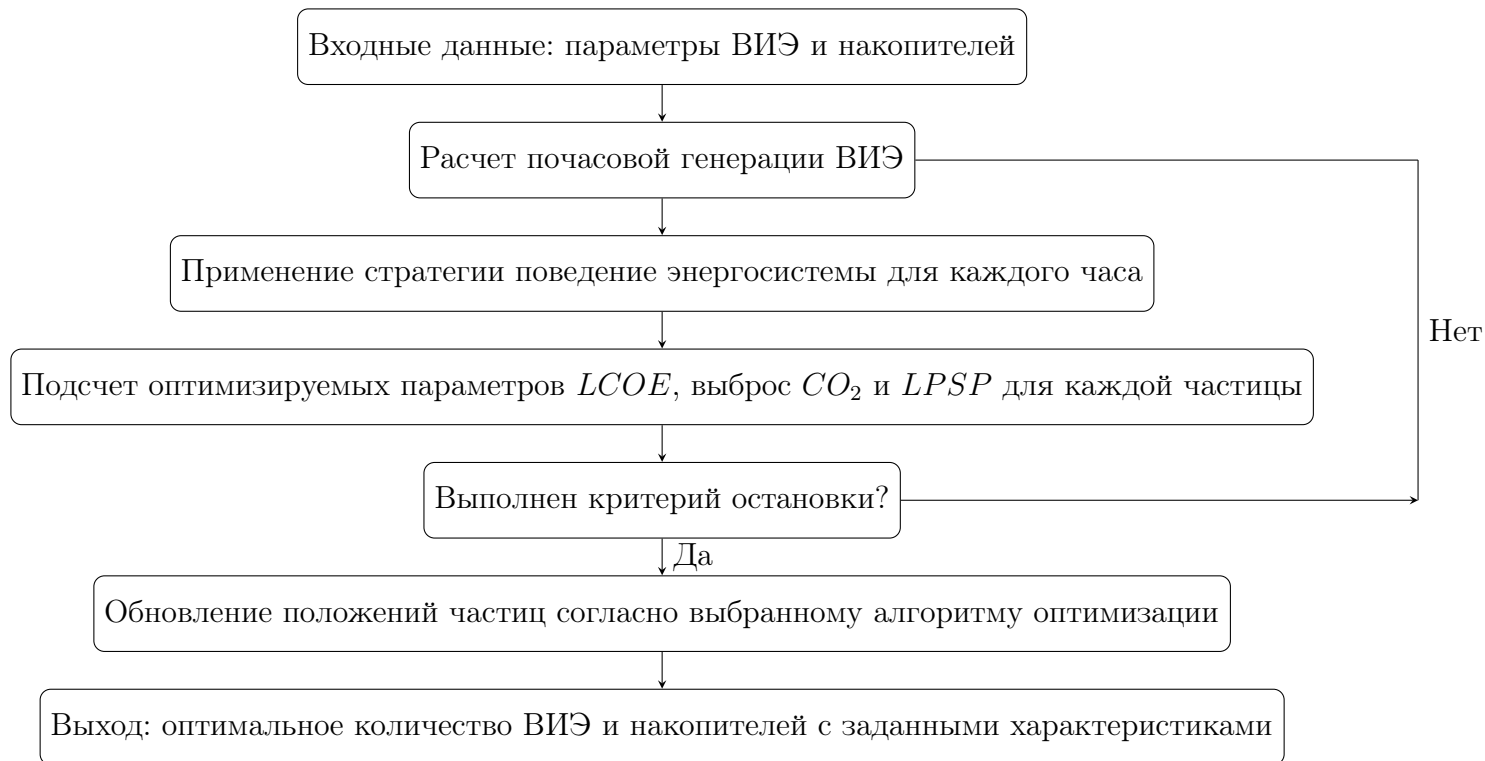 Входные данные: параметры ВИЭ и накопителей
Расчет почасовой генерации ВИЭ
Применение стратегии поведение энергосистемы для каждого часа
Нет
Подсчет оптимизируемых параметров LCOE, выброс CO₂ и LPSP для каждой частицы
Выполнен критерий остановки?
Да
Обновление положений частиц согласно выбранному алгоритму оптимизации
Выход: оптимальное количество ВИЭ и накопителей с заданными характеристиками